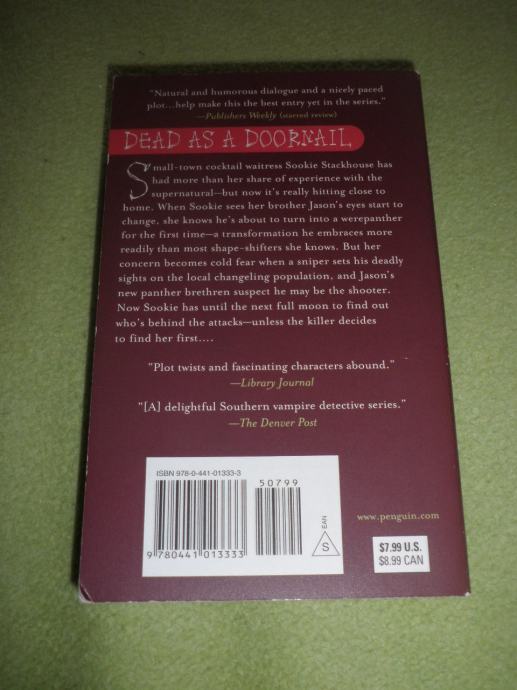 "Natural and humorous dialogue and a nicely paced
plot...help make this the best entry yet in the series."
—Publishers Weekly (starred review)
DEAD AS A DOORNAIL
Small-town cocktail waitress Sookie Stackhouse has
had more than her share of experience with the
supernatural—but now it's really hitting close to
home. When Sookie sees her brother Jason's eyes start to
change, she knows he's about to turn into a werepanther
for the first time—a transformation he embraces more
readily than most shape-shifters she knows. But her
concern becomes cold fear when a sniper sets his deadly
sights on the local changeling population, and Jason's
new panther brethren suspect he may be the shooter.
Now Sookie has until the next full moon to find out
who's behind the attacks—unless the killer decides
to find her first....
"Plot twists and fascinating characters abound."
—Library Journal
"[A] delightful Southern vampire detective series."
—The Denver Post
ISBN 978-0-441-01333-3
50799
9 780441 013333
EAN
S
www.penguin.com
$7.99 U.S.
$8.99 CAN